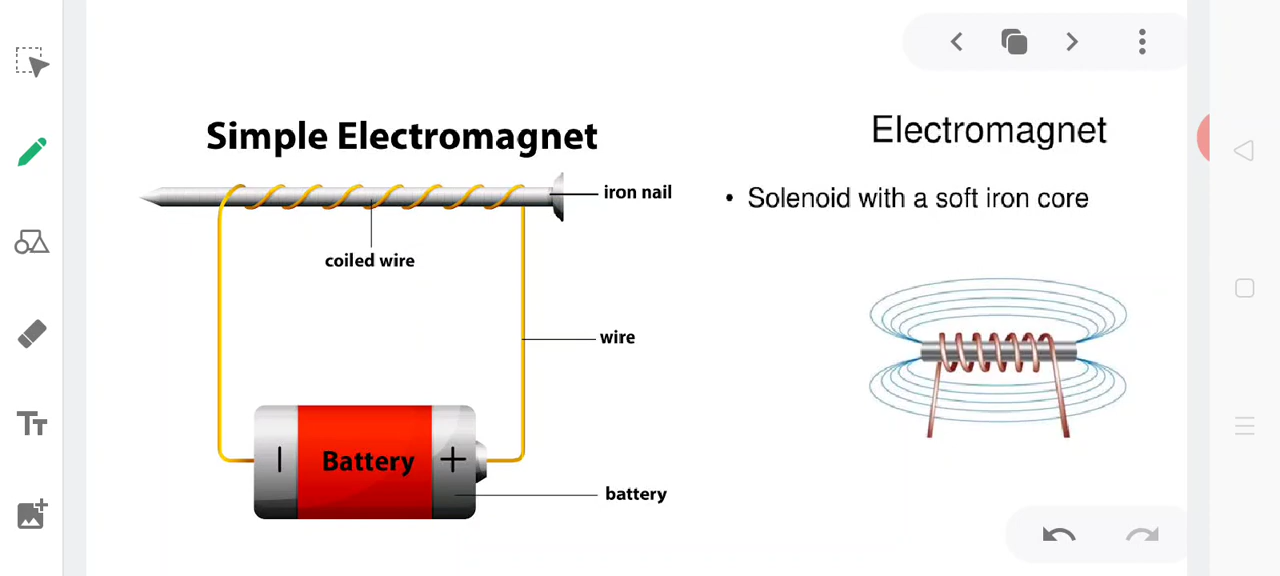 Simple Electromagnet
iron nail
coiled wire
wire
Battery
battery
Electromagnet
• Solenoid with a soft iron core